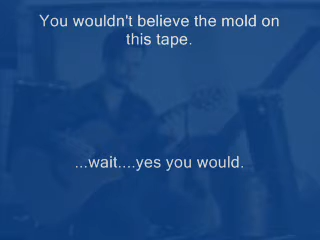 You wouldn't believe the mold on
this tape.
...wait....yes you would.